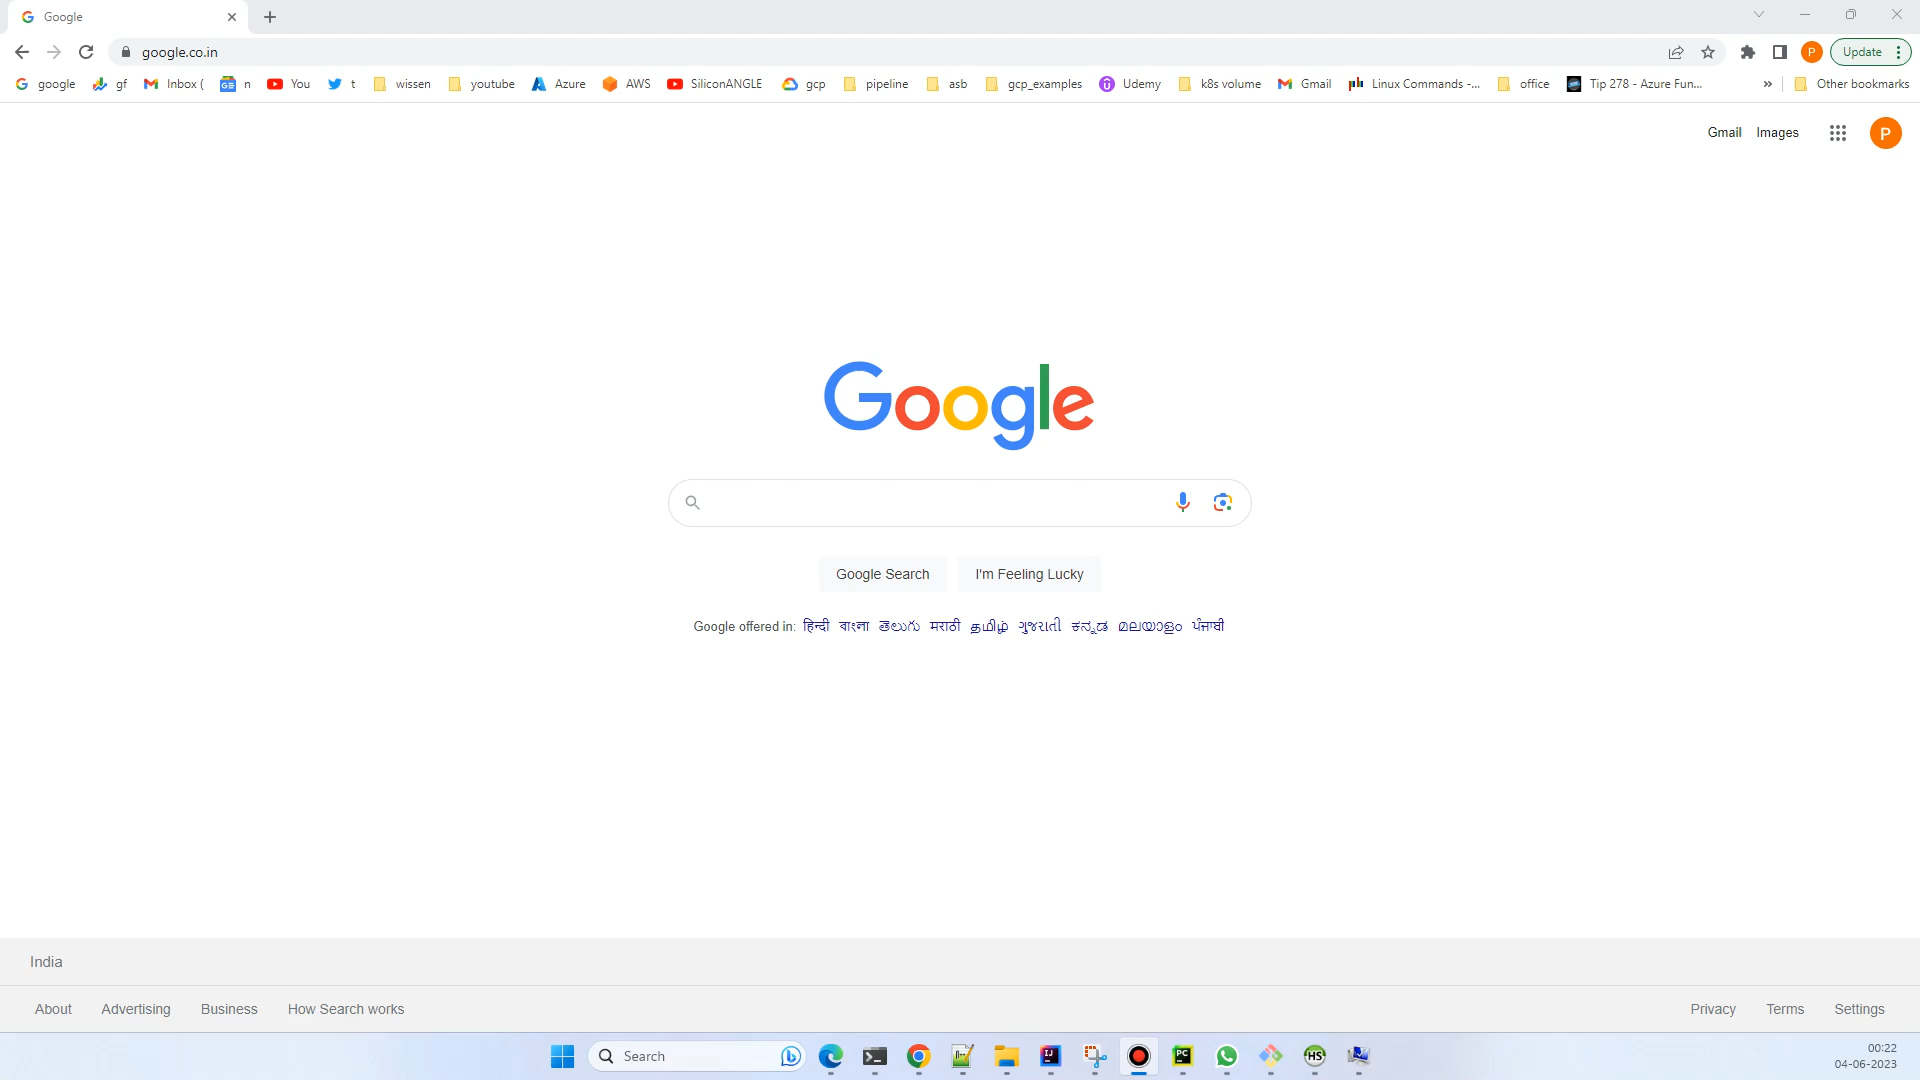 Google
google.co.in
Update
google gf Inbox ( n You t wissen youtube Azure AWS SiliconANGLE gcp pipeline asb gcp_examples Udemy k8s volume Gmail Linux Commands -... office Tip 278 - Azure Fun... » Other bookmarks
Gmail Images P
Google
Google Search I'm Feeling Lucky
Google offered in: हिन्दी বাংলা తెలుగు मराठी தமிழ் ગુજરાતી ಕನ್ನಡ മലയാളം ਪੰਜਾਬੀ
India
About Advertising Business How Search works Privacy Terms Settings
Search
00:22
04-06-2023